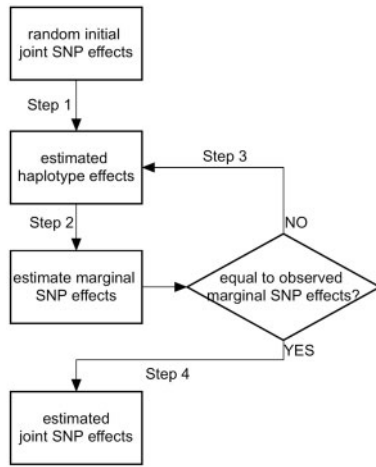 random initial
joint SNP effects
Step 1
estimated
haplotype effects
Step 3
Step 2
NO
estimate marginal
SNP effects
equal to observed
marginal SNP effects?
YES
Step 4
estimated
joint SNP effects